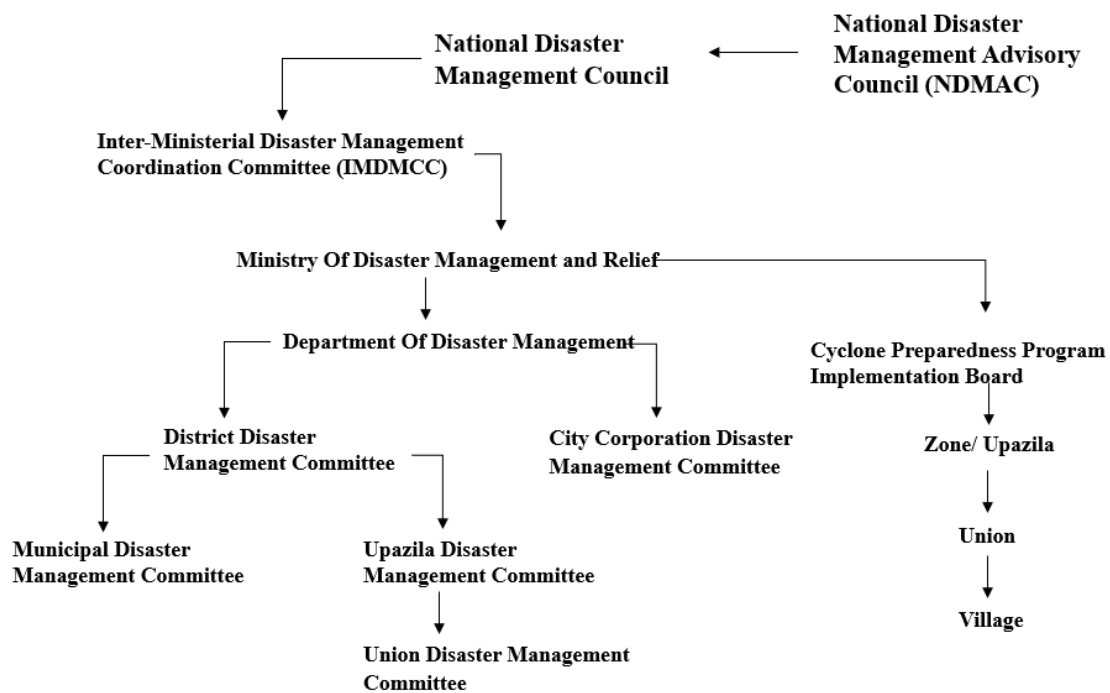 National Disaster
Management Council
National Disaster
Management Advisory
Council (NDMAC)
Inter-Ministerial Disaster Management
Coordination Committee (IMDMCC)
Ministry Of Disaster Management and Relief
Department Of Disaster Management
Cyclone Preparedness Program
Implementation Board
District Disaster
Management Committee
City Corporation Disaster
Management Committee
Zone/ Upazila
Municipal Disaster
Management Committee
Upazila Disaster
Management Committee
Union
Village
Union Disaster Management
Committee